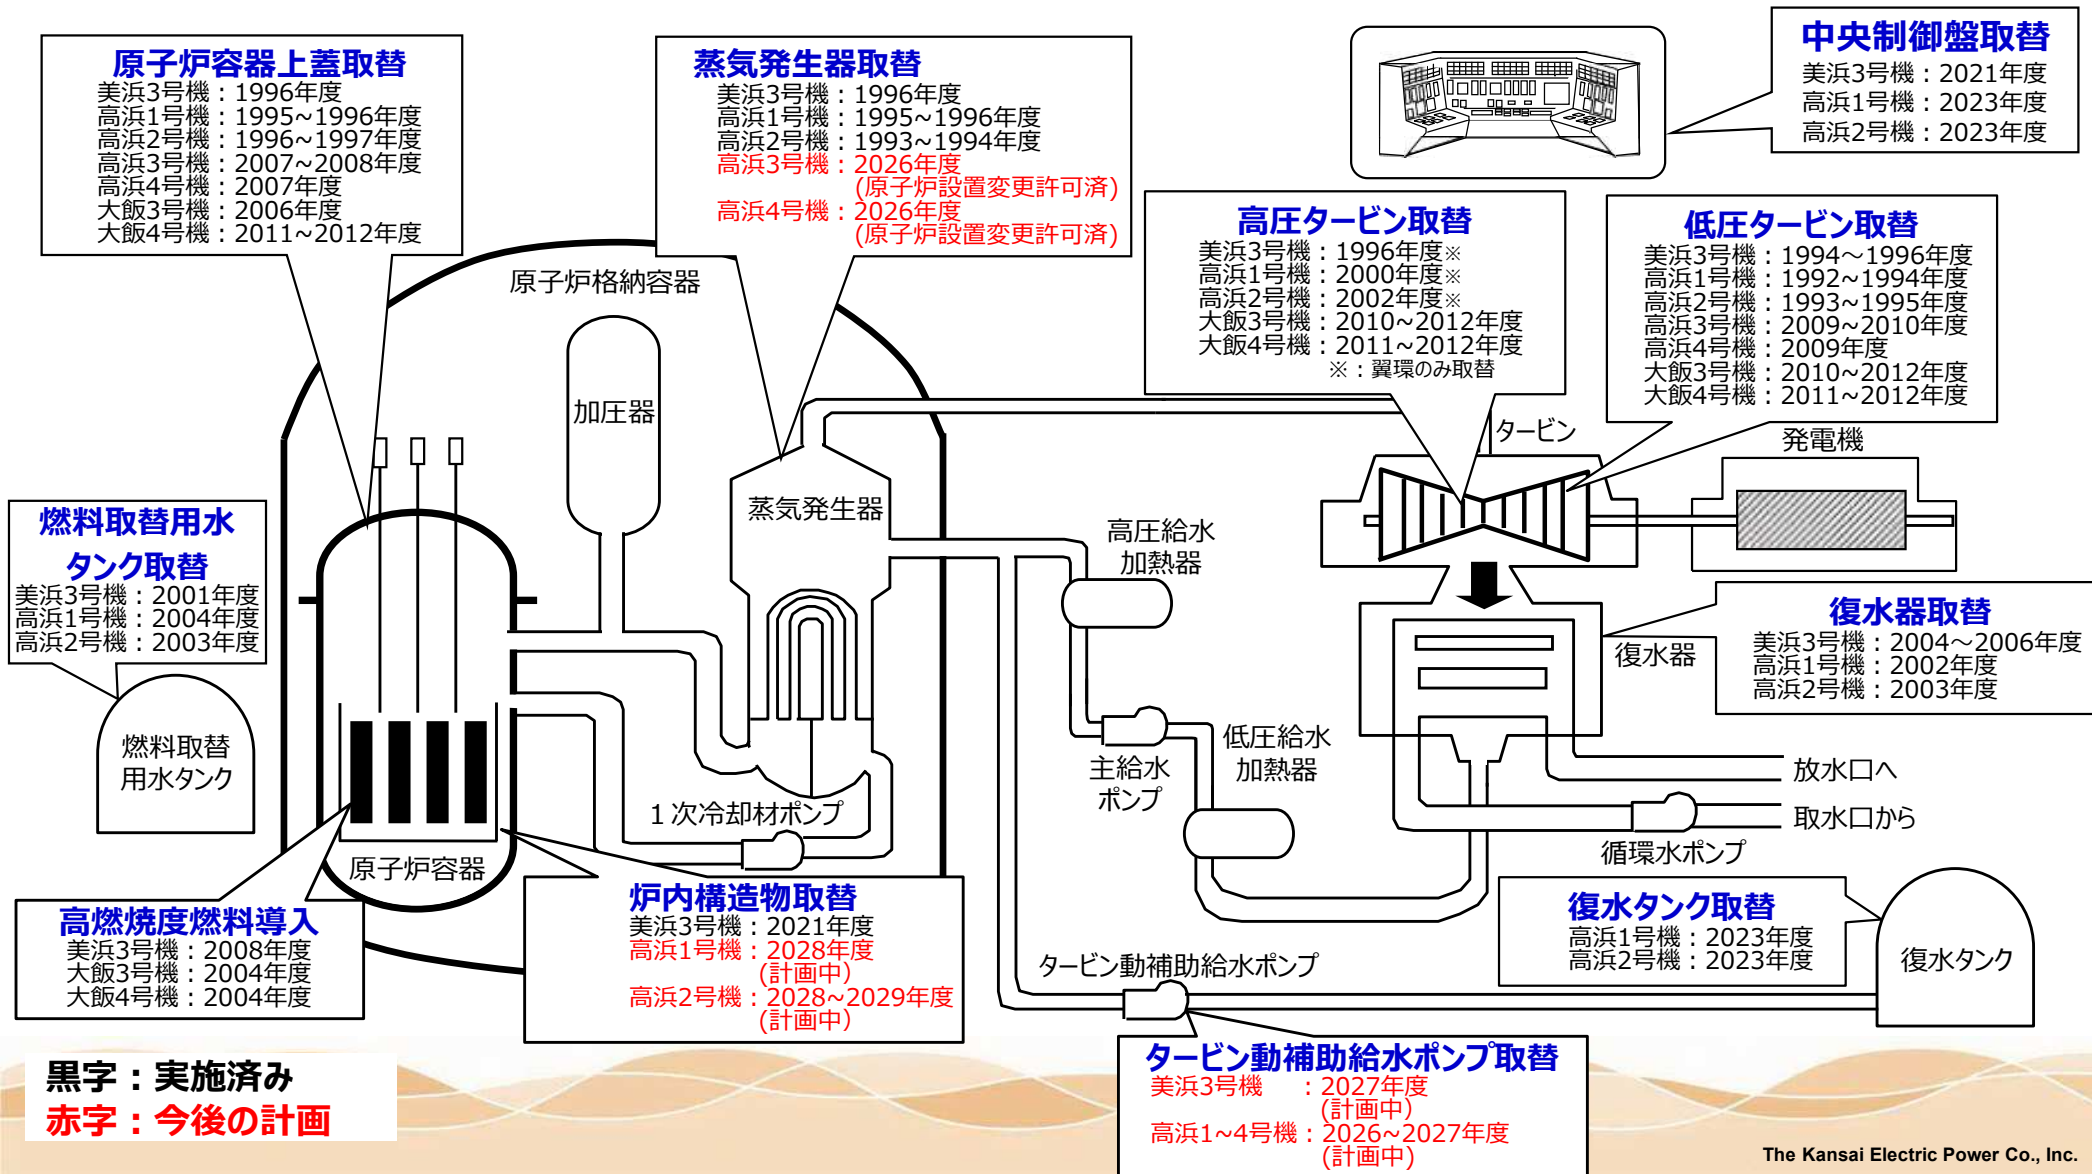 原子炉容器上蓋取替
美浜3号機：1996年度
高浜1号機：1995~1996年度
高浜2号機：1996~1997年度
高浜3号機：2007~2008年度
高浜4号機：2007年度
大飯3号機：2006年度
大飯4号機：2011~2012年度
蒸気発生器取替
美浜3号機：1996年度
高浜1号機：1995~1996年度
高浜2号機：1993~1994年度
高浜3号機：2026年度
(原子炉設置変更許可済)
高浜4号機：2026年度
(原子炉設置変更許可済)
中央制御盤取替
美浜3号機：2021年度
高浜1号機：2023年度
高浜2号機：2023年度
高圧タービン取替
美浜3号機：1996年度※
高浜1号機：2000年度※
高浜2号機：2002年度※
大飯3号機：2010~2012年度
大飯4号機：2011~2012年度
※：翼環のみ取替
低圧タービン取替
美浜3号機：1994～1996年度
高浜1号機：1992~1994年度
高浜2号機：1993~1995年度
高浜3号機：2009~2010年度
高浜4号機：2009年度
大飯3号機：2010~2012年度
大飯4号機：2011~2012年度
原子炉格納容器
加圧器
蒸気発生器
タービン
発電機
燃料取替用水
タンク取替
美浜3号機：2001年度
高浜1号機：2004年度
高浜2号機：2003年度
高圧給水
加熱器
復水器取替
美浜3号機：2004～2006年度
高浜1号機：2002年度
高浜2号機：2003年度
復水器
燃料取替
用水タンク
主給水
ポンプ
低圧給水
加熱器
放水口へ
取水口から
循環水ポンプ
１次冷却材ポンプ
原子炉容器
高燃焼度燃料導入
美浜3号機：2008年度
大飯3号機：2004年度
大飯4号機：2004年度
炉内構造物取替
美浜3号機：2021年度
高浜1号機：2028年度
(計画中)
高浜2号機：2028~2029年度
(計画中)
復水タンク取替
高浜1号機：2023年度
高浜2号機：2023年度
復水タンク
タービン動補助給水ポンプ
タービン動補助給水ポンプ取替
美浜3号機　：2027年度
(計画中)
高浜1~4号機：2026~2027年度
(計画中)
黒字：実施済み
赤字：今後の計画
The Kansai Electric Power Co., Inc.